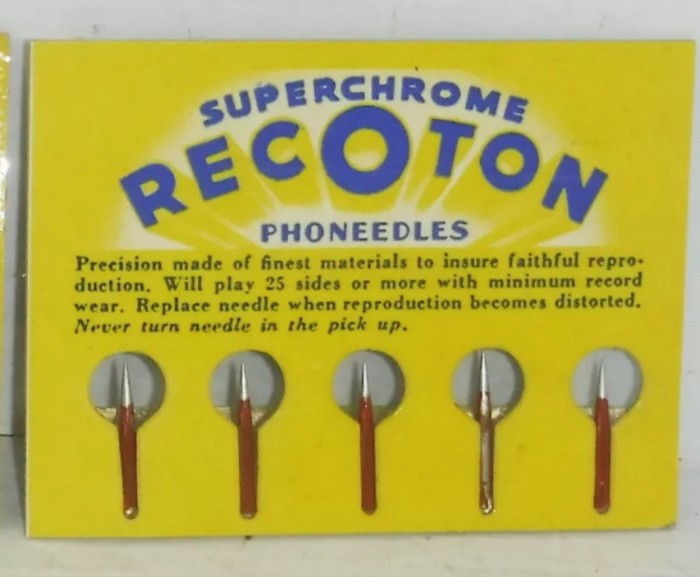 SUPERCHROME
RECOTON
PHONEEDLES
Precision made of finest materials to insure faithful repro-
duction. Will play 25 sides or more with minimum record
wear. Replace needle when reproduction becomes distorted.
Never turn needle in the pick up.